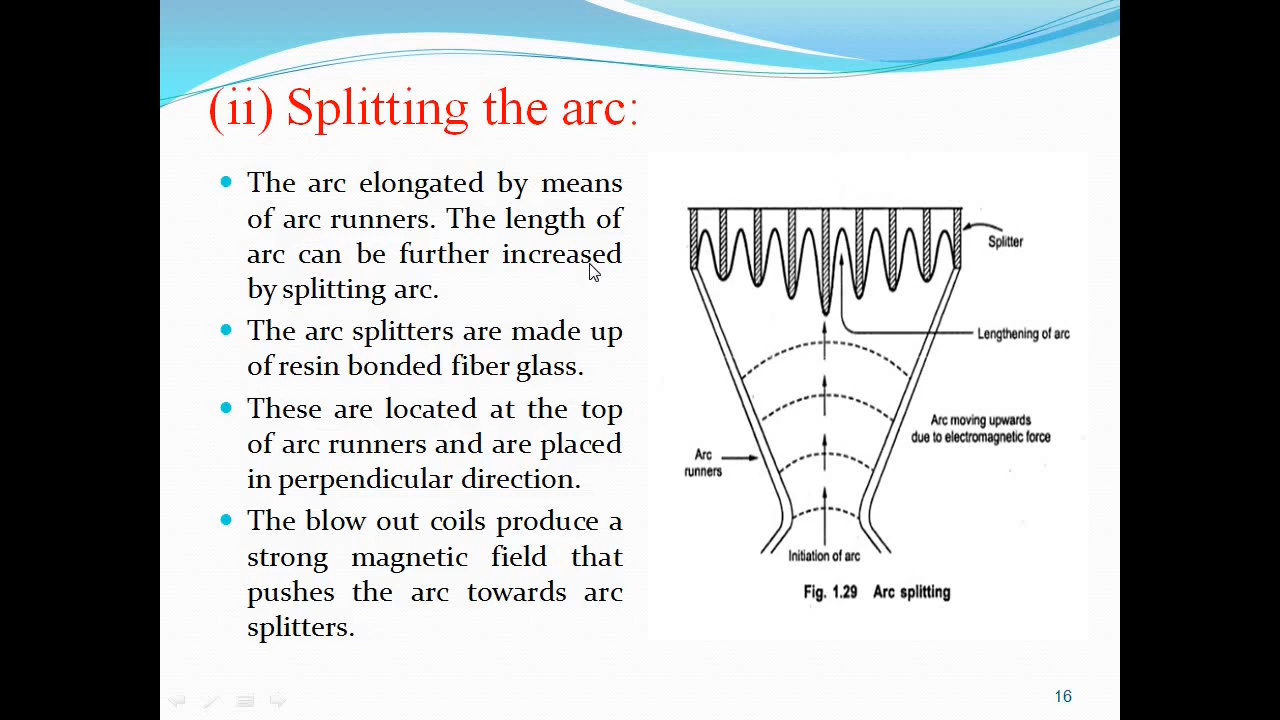 (ii) Splitting the arc:
The arc elongated by means
of arc runners. The length of
arc can be further increased
by splitting arc.
The arc splitters are made up
of resin bonded fiber glass.
These are located at the top
of arc runners and are placed
in perpendicular direction.
The blow out coils produce a
strong magnetic field that
pushes the arc towards arc
splitters.
Splitter
Lengthening of arc
Arc moving upwards
due to electromagnetic force
Arc
runners
Initiation of arc
Fig. 1.29 Arc splitting
16